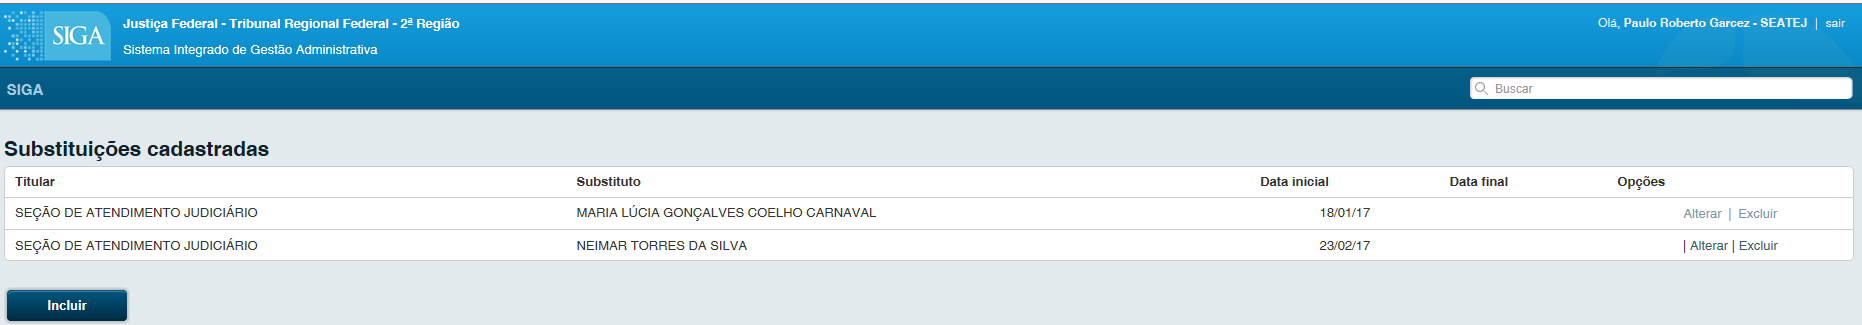 SIGA
Justiça Federal - Tribunal Regional Federal - 2ª Região
Olá, Paulo Roberto Garcez - SEATEJ | sair
Sistema Integrado de Gestão Administrativa
SIGA
Buscar
Substituições cadastradas
Titular Substituto Data inicial Data final Opções
SEÇÃO DE ATENDIMENTO JUDICIÁRIO MARIA LÚCIA GONÇALVES COELHO CARNAVAL 18/01/17 Alterar | Excluir
SEÇÃO DE ATENDIMENTO JUDICIÁRIO NEIMAR TORRES DA SILVA 23/02/17 | Alterar | Excluir
Incluir